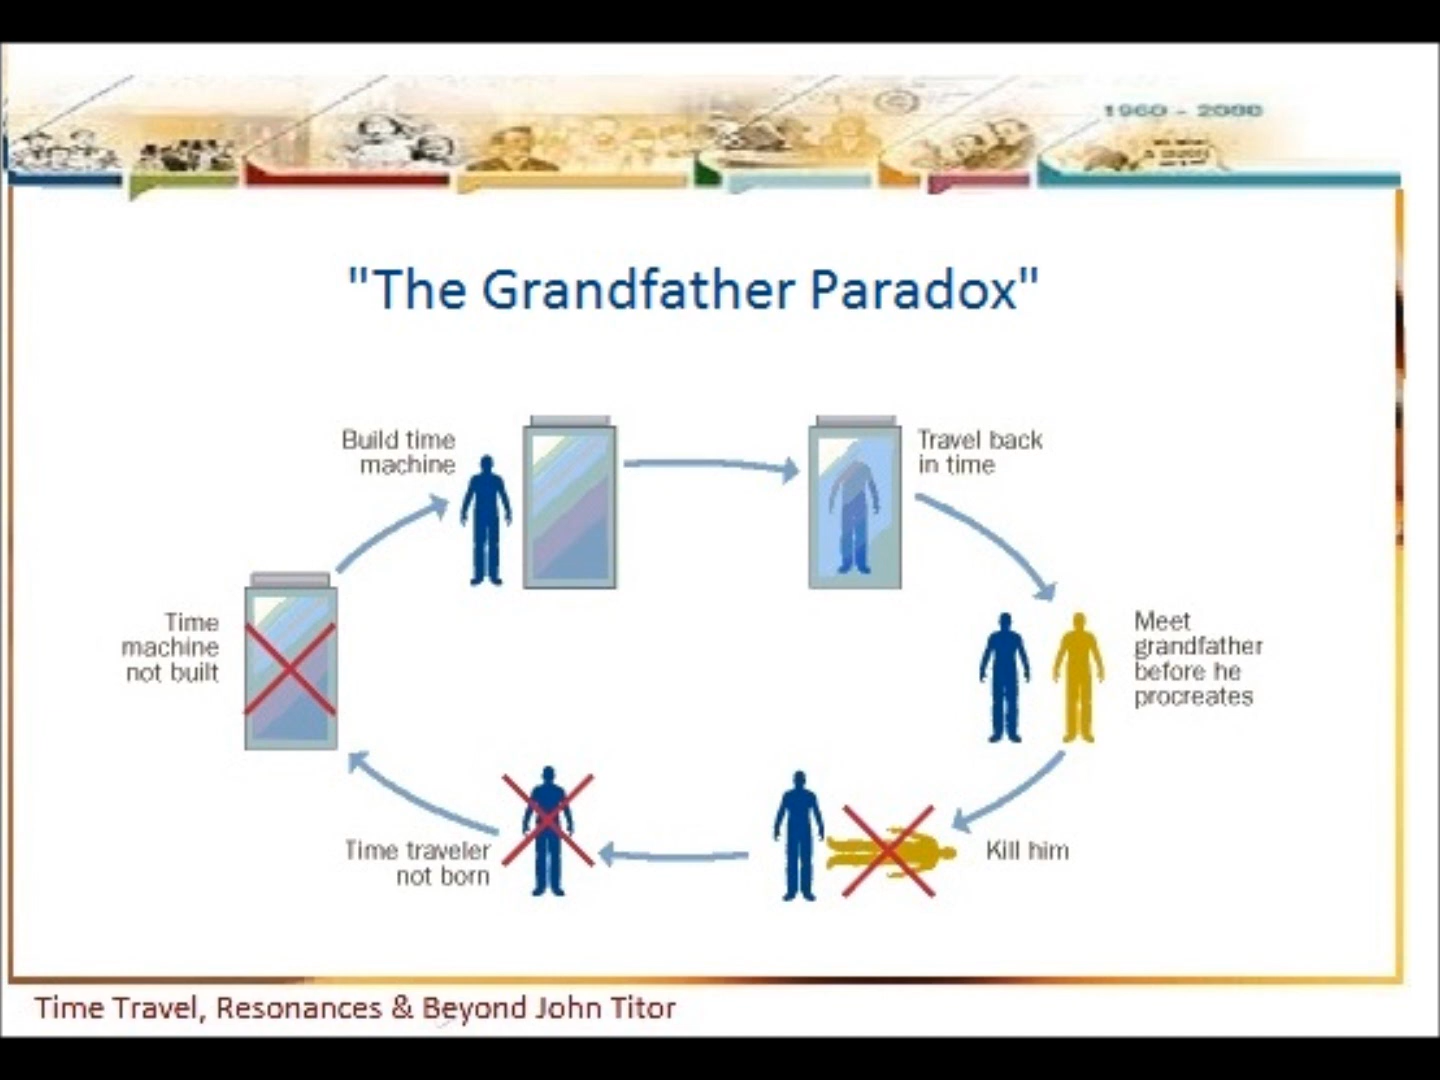 1960 - 2000
"The Grandfather Paradox"
Build time
machine
Travel back
in time
Meet
grandfather
before he
procreates
Kill him
Time traveler
not born
Time
machine
not built
Time Travel, Resonances & Beyond John Titor